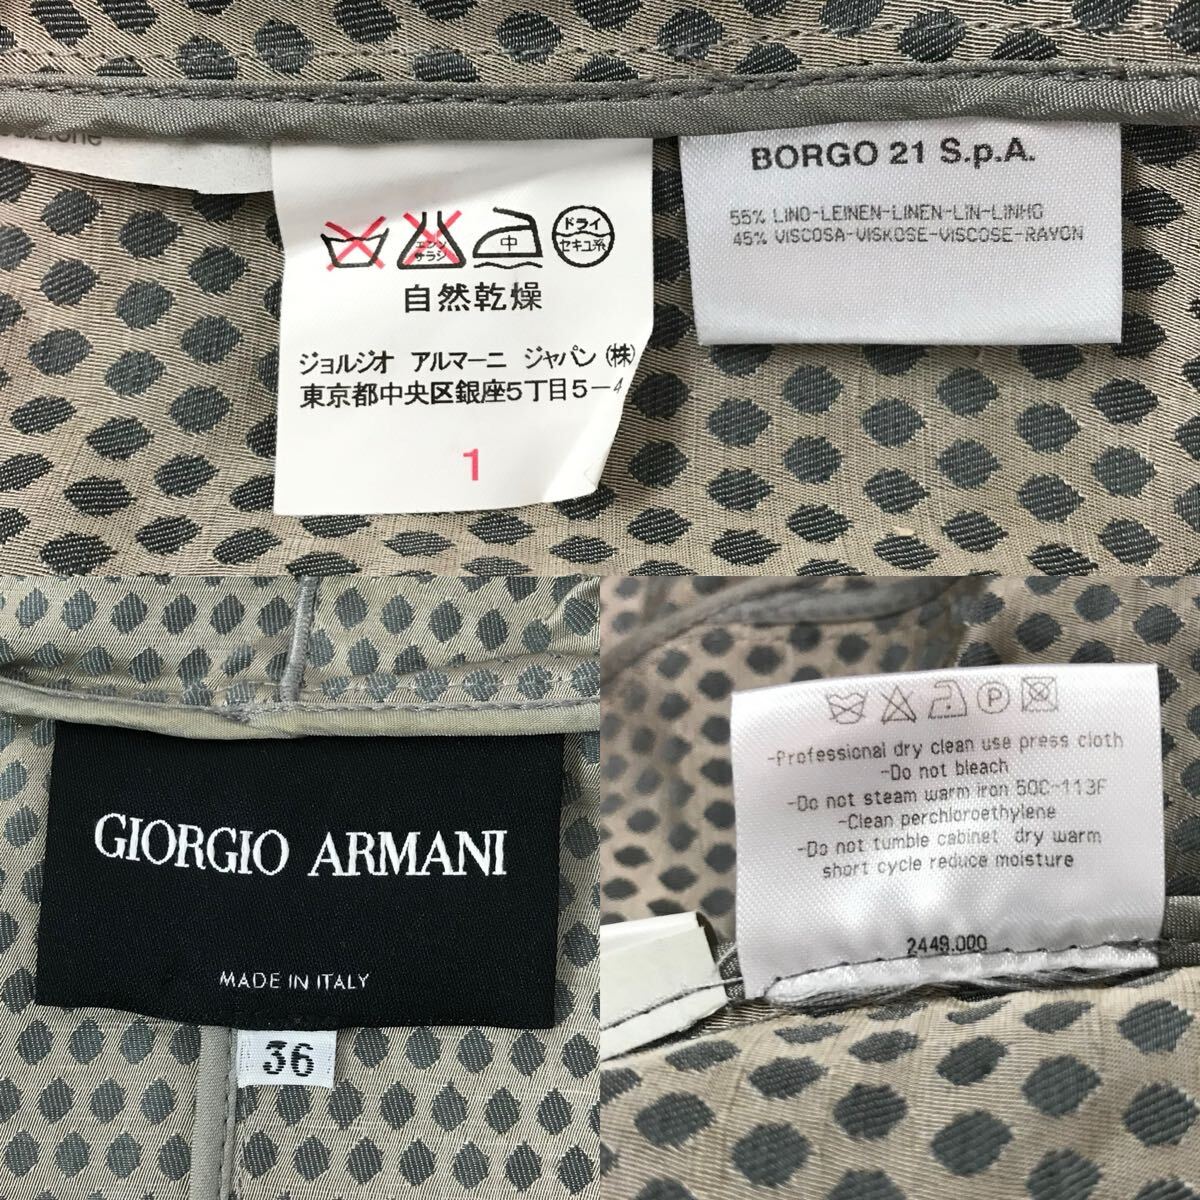 BORGO 21 S.p.A.
55% LINO-LEINEN-LINEN-LIN-LINHO
45% VISCOSA-VISKOSE-VISCOSE-RAYON
エンソ
サラシ
中
ドライ
セキユ系
自然乾燥
ジョルジオ アルマーニ ジャパン (株)
東京都中央区銀座5丁目5-4
1
GIORGIO ARMANI
MADE IN ITALY
36
P
-Professional dry clean use press cloth
-Do not bleach
-Do not steam warm iron 50C-113F
-Clean perchloroethylene
-Do not tumble cabinet dry warm
short cycle reduce moisture
2449.000